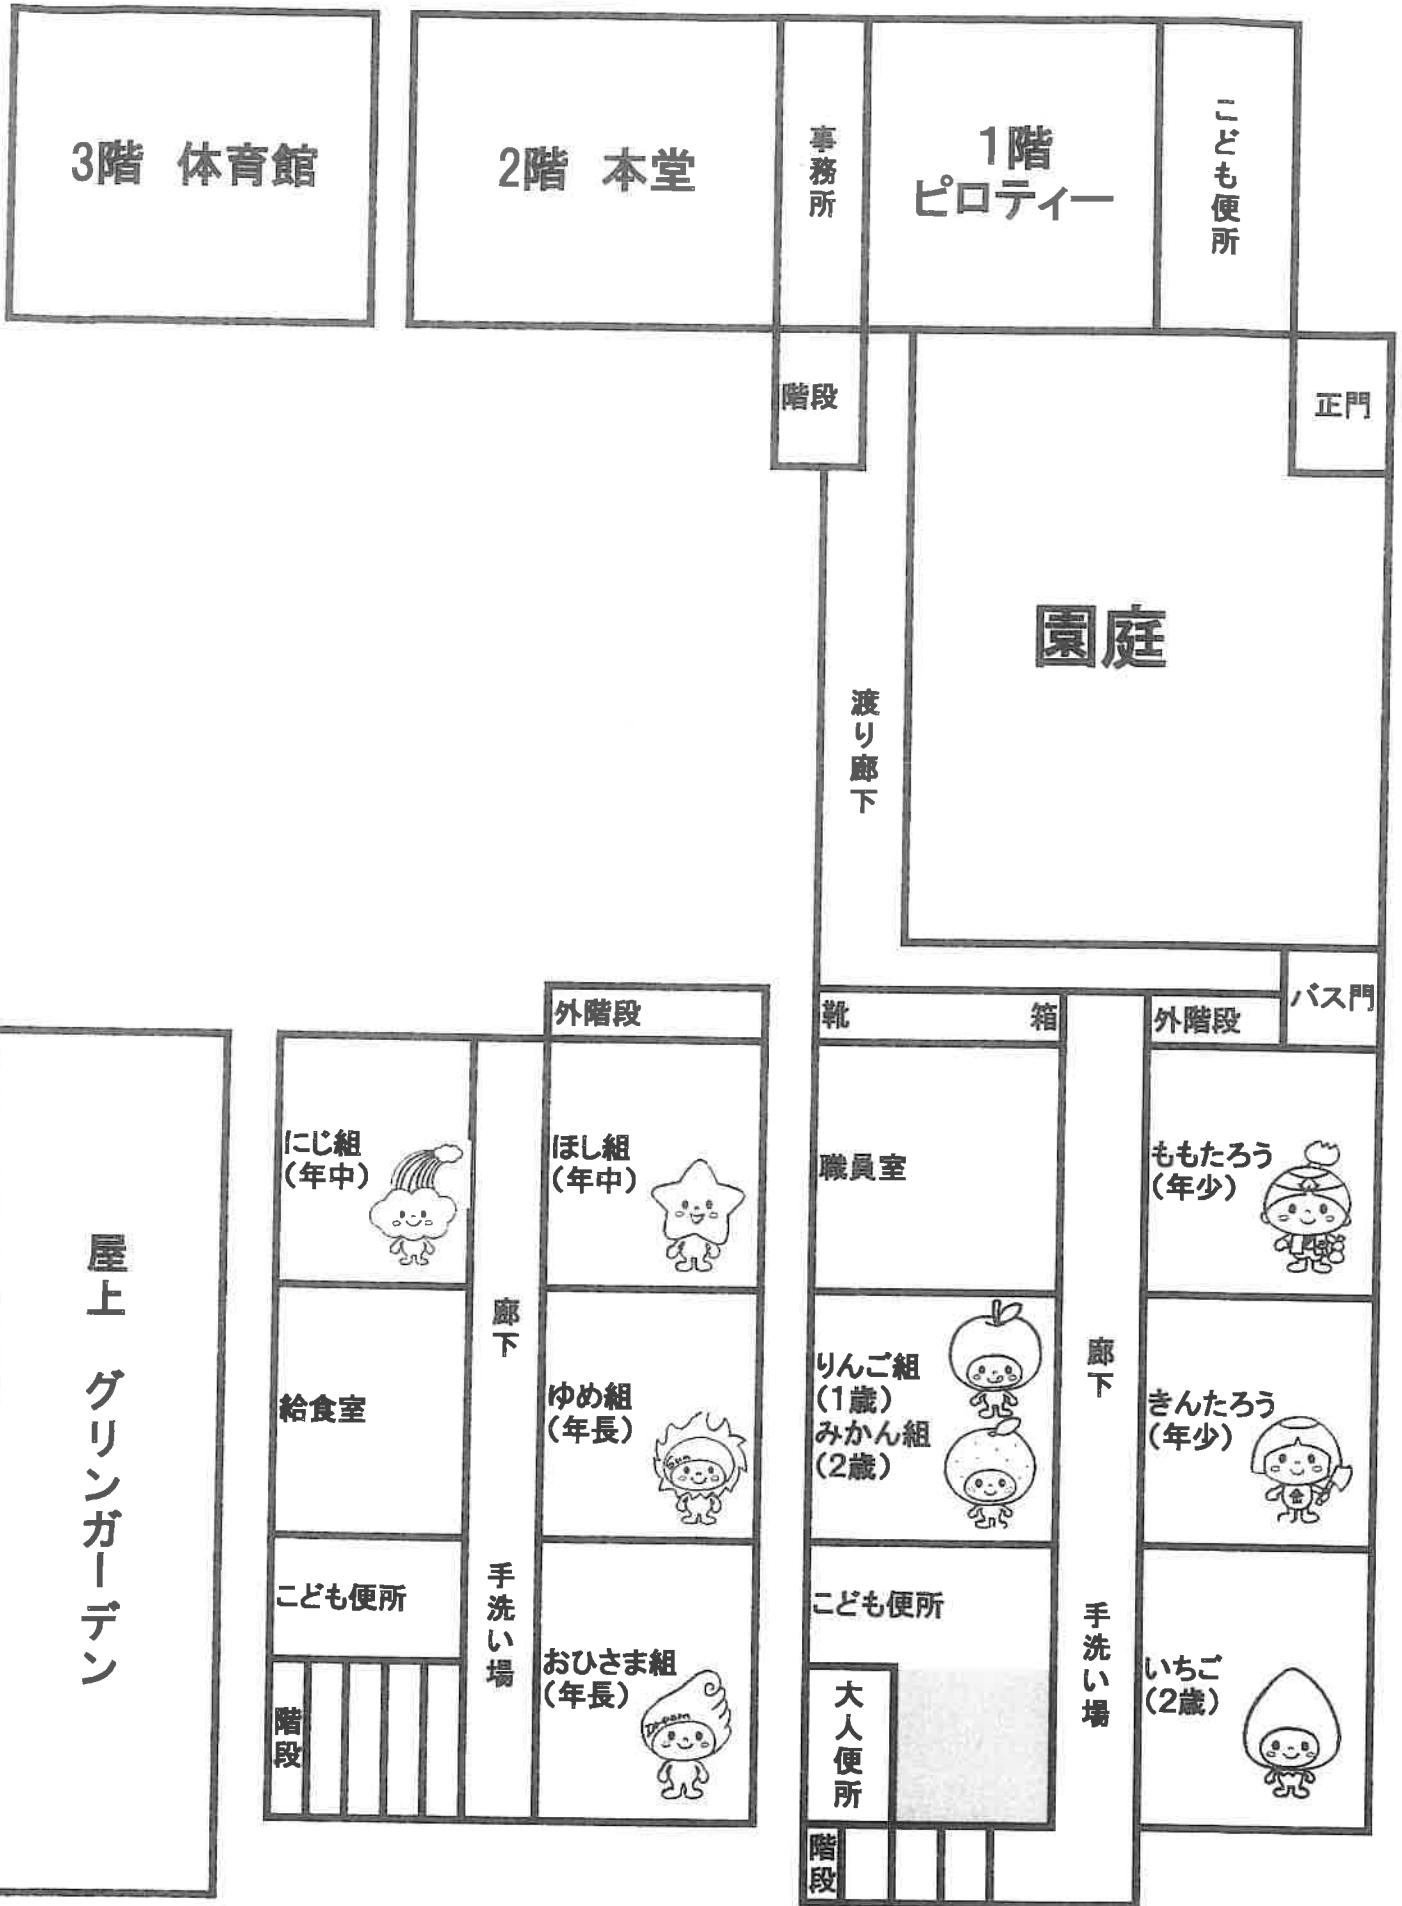 3階 体育館
2階 本堂
事務所
1階
ピロティー
こども便所
階段
正門
園庭
渡り廊下
バス門
外階段
靴 箱
外階段
にじ組
(年中)
ほし組
(年中)
職員室
ももたろう
(年少)
屋上 グリンガーデン
廊下
給食室
ゆめ組
(年長)
Sun
りんご組
(1歳)
みかん組
(2歳)
廊下
きんたろう
(年少)
金
こども便所
手洗い場
おひさま組
(年長)
Dream
こども便所
手洗い場
いちご
(2歳)
階段
大人便所
階段